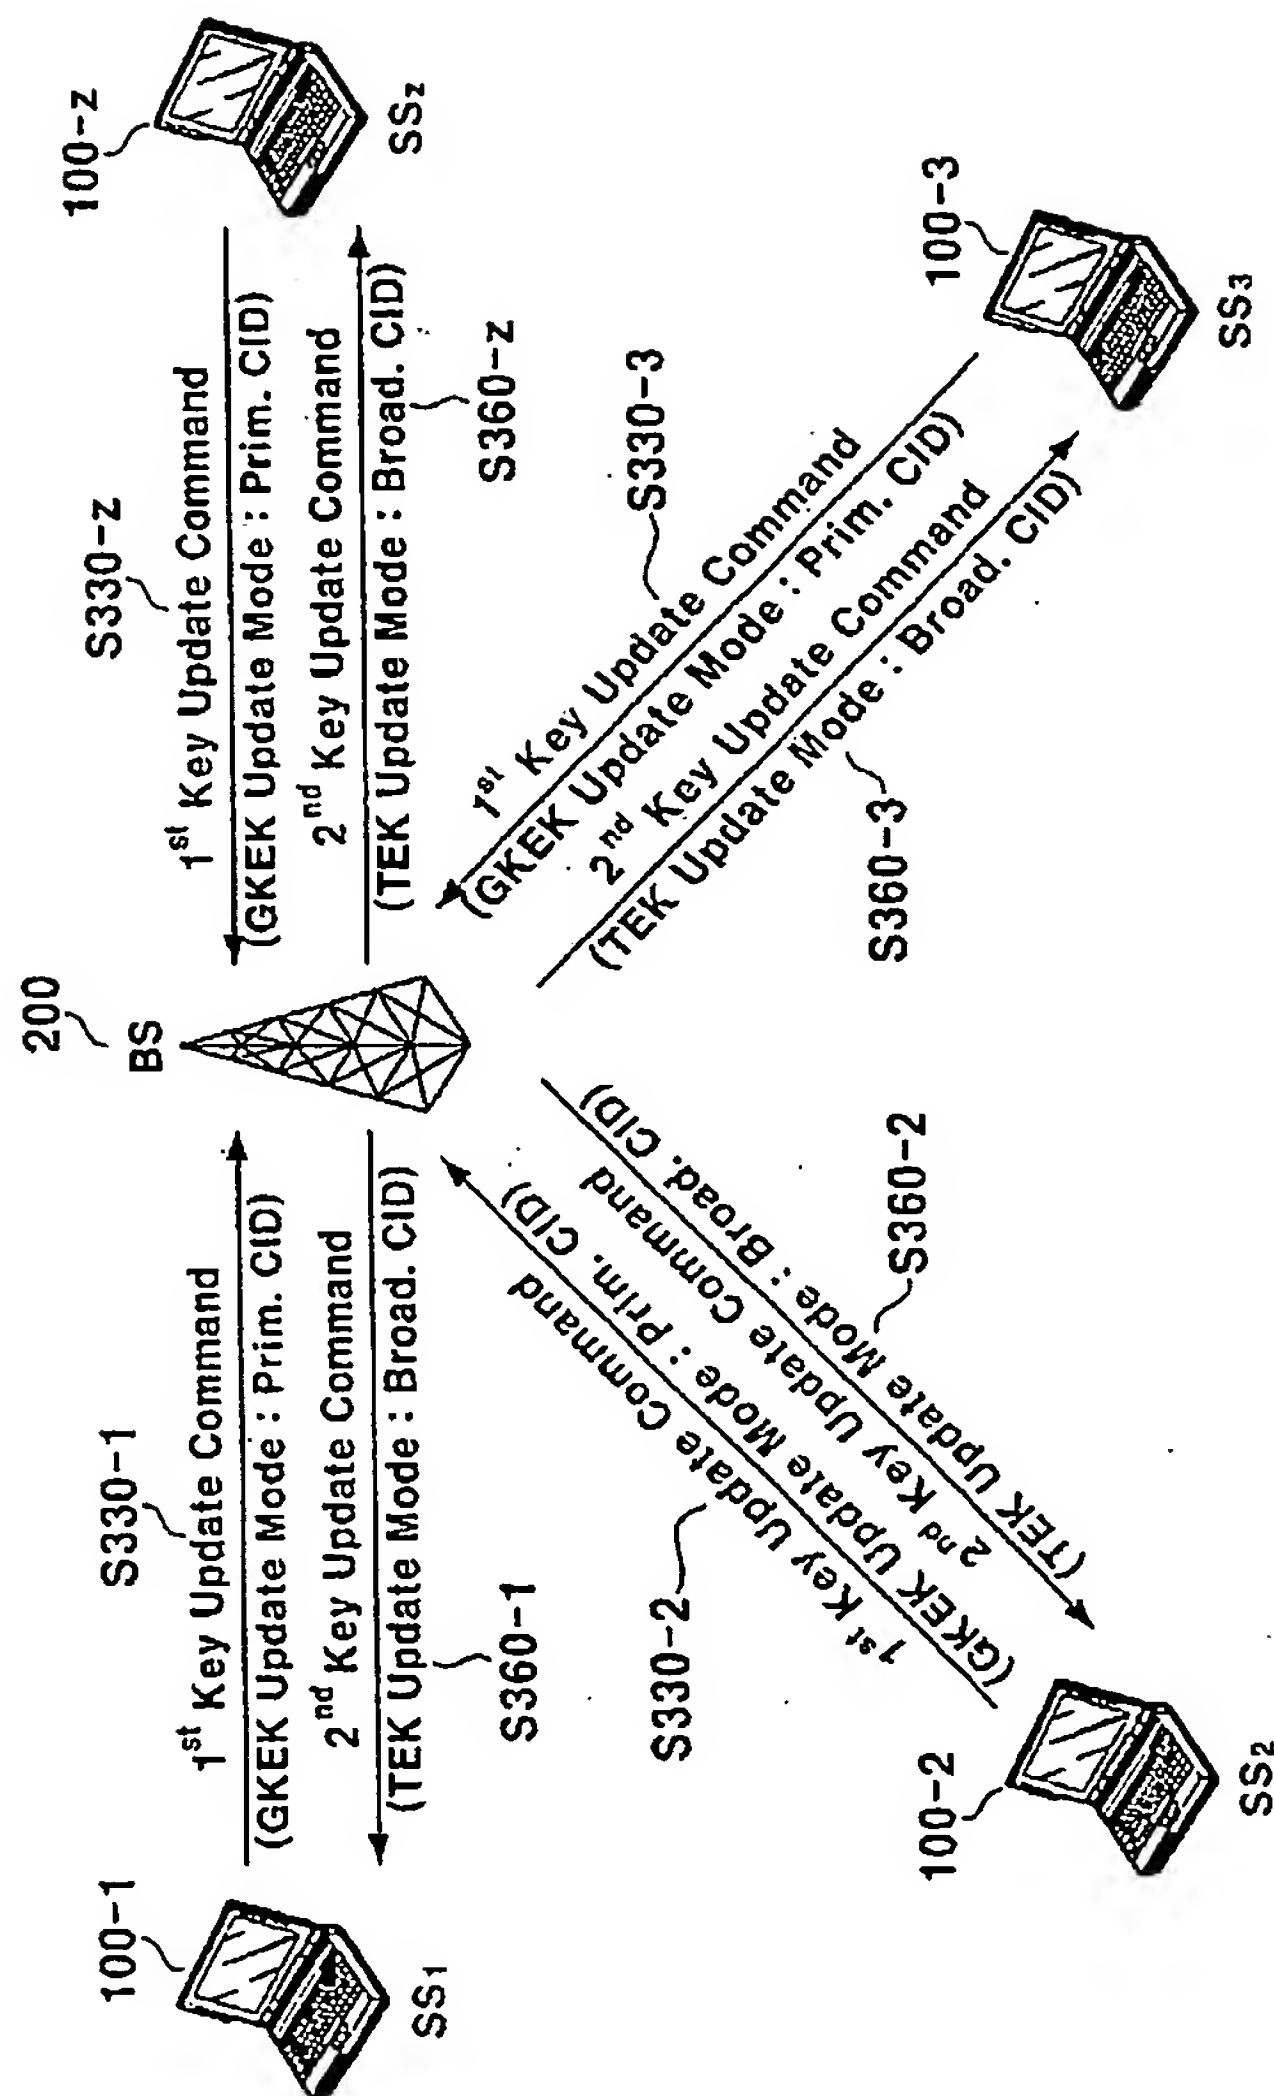 200
BS
100-1
SS1
S330-1
1st Key Update Command
(GKEK Update Mode : Prim. CID)
2nd Key Update Command
(TEK Update Mode : Broad. CID)
S360-1
S330-z
1st Key Update Command
(GKEK Update Mode : Prim. CID)
2nd Key Update Command
(TEK Update Mode : Broad. CID)
S360-z
100-z
SSz
S330-2
1st Key Update Command
(GKEK Update Mode : Prim. CID)
2nd Key Update Command
(TEK Update Mode : Broad. CID)
S360-2
100-2
SS2
S330-3
1st Key Update Command
(GKEK Update Mode : Prim. CID)
2nd Key Update Command
(TEK Update Mode : Broad. CID)
S360-3
100-3
SS3